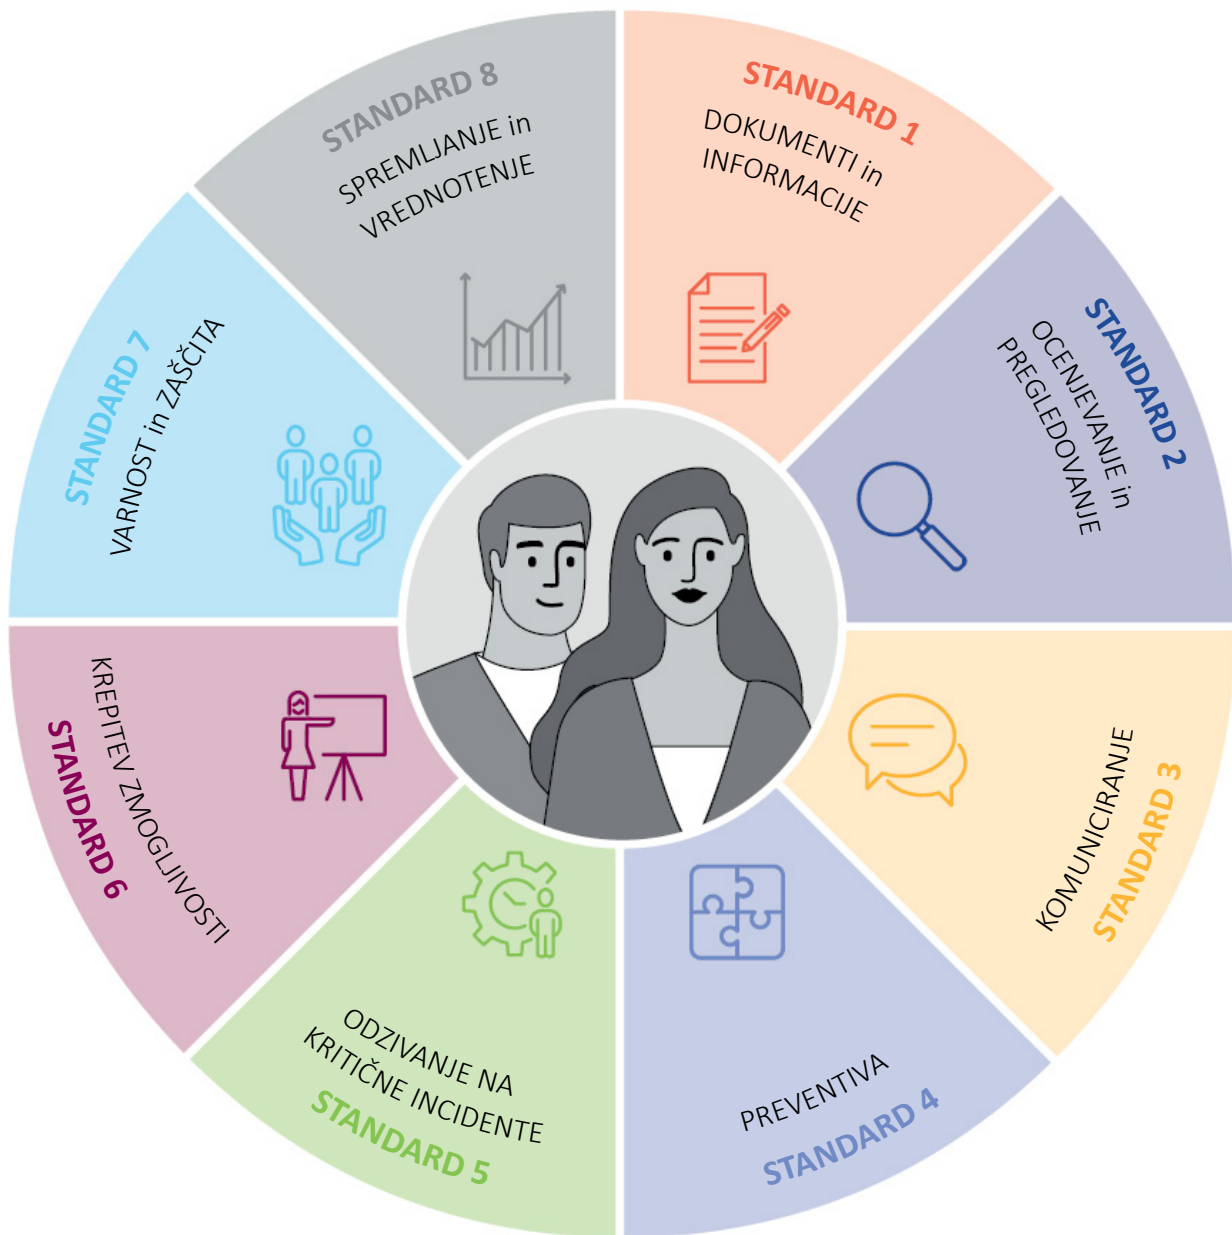 STANDARD 1
DOKUMENTI in
INFORMACIJE
STANDARD 2
OCENJEVANJE in
PREGLEDOVANJE
KOMUNICIRANJE
STANDARD 3
PREVENTIVA
STANDARD 4
ODZIVANJE NA
KRITIČNE INCIDENTE
STANDARD 5
KREPITEV ZMOGLJIVOSTI
STANDARD 6
STANDARD 7
VARNOST in ZAŠČITA
STANDARD 8
SPREMLJANJE in
VREDNOTENJE